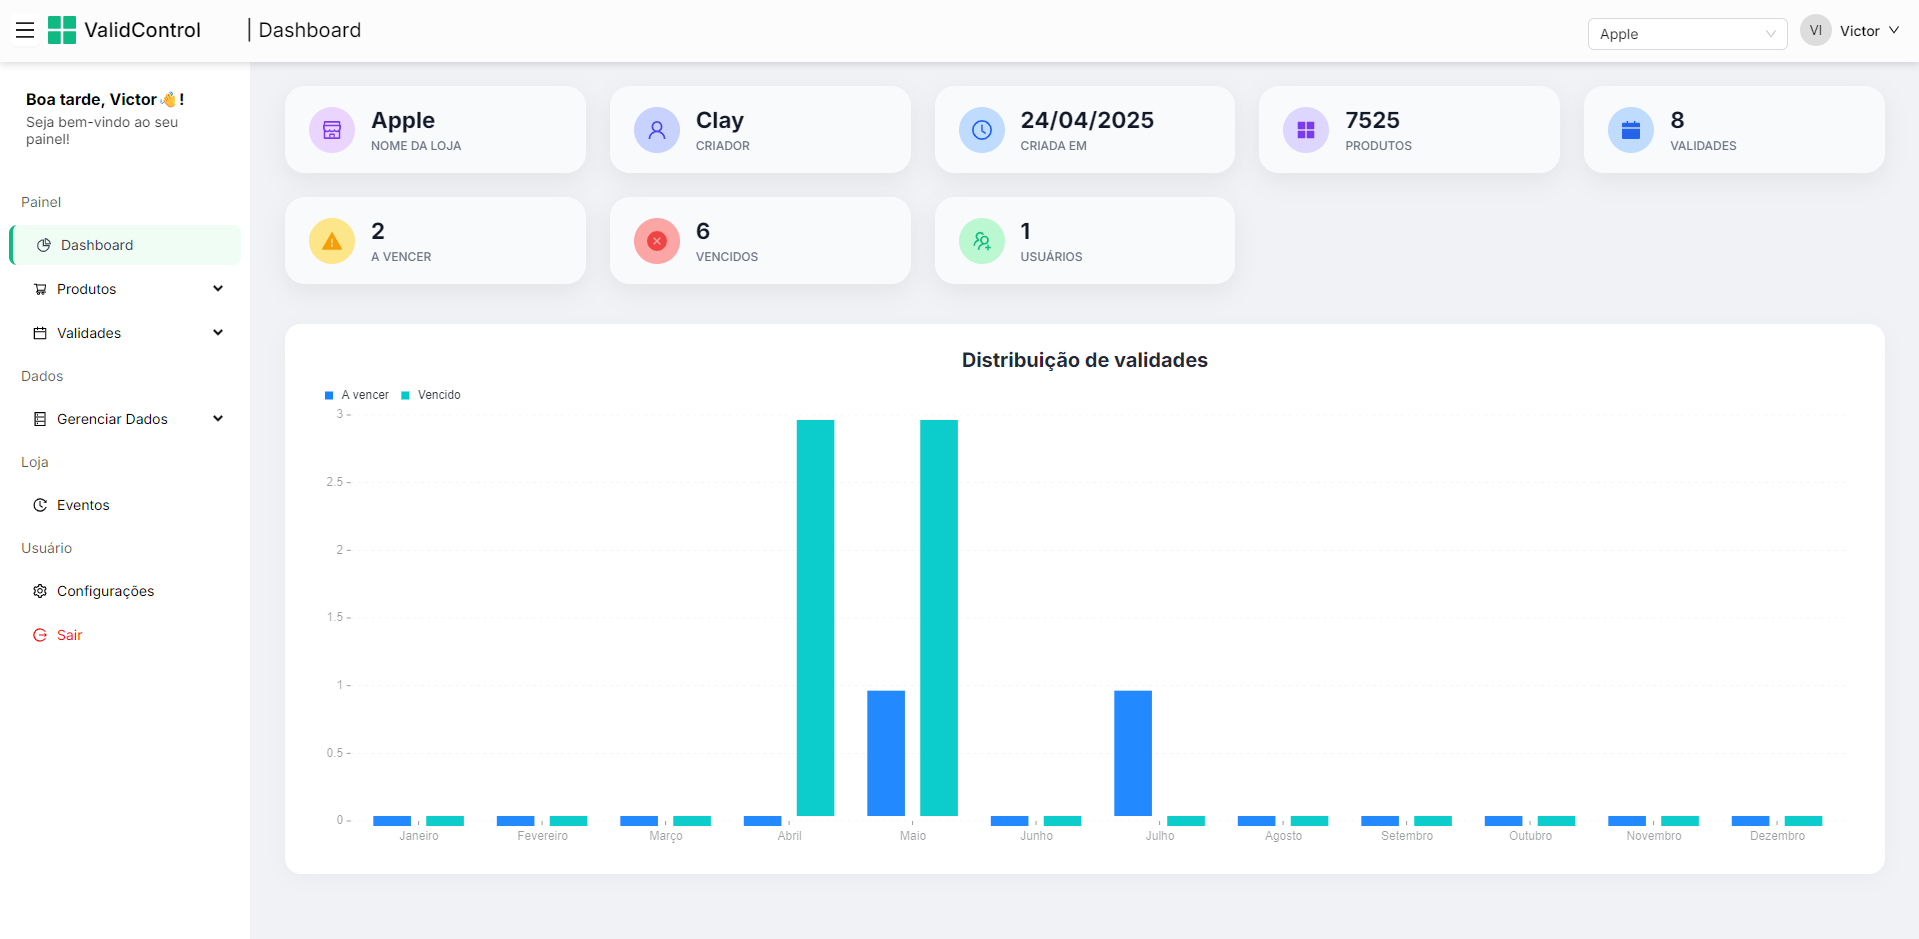 ValidControl
| Dashboard
Apple
VI
Victor
Boa tarde, Victor👋!
Seja bem-vindo ao seu
painel!
Painel
Dashboard
Produtos
Validades
Dados
Gerenciar Dados
Loja
Eventos
Usuário
Configurações
Sair
Apple
NOME DA LOJA
Clay
CRIADOR
24/04/2025
CRIADA EM
7525
PRODUTOS
8
VALIDADES
2
A VENCER
6
VENCIDOS
1
USUÁRIOS
Distribuição de validades
A vencer
Vencido
3
2.5
2
1.5
1
0.5
0
Janeiro
Fevereiro
Março
Abril
Maio
Junho
Julho
Agosto
Setembro
Outubro
Novembro
Dezembro